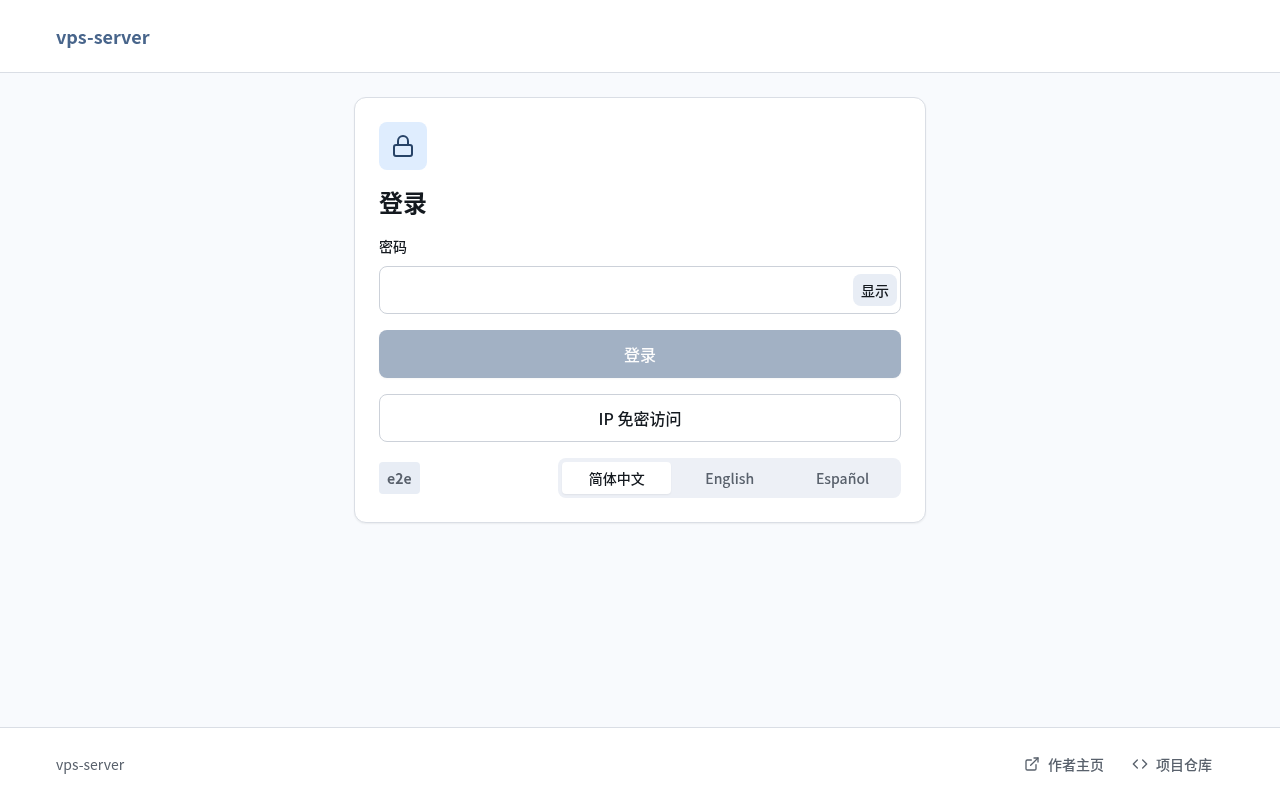 vps-server
登录
密码
显示
登录
IP 免密访问
e2e 简体中文 English Español
vps-server 作者主页 项目仓库